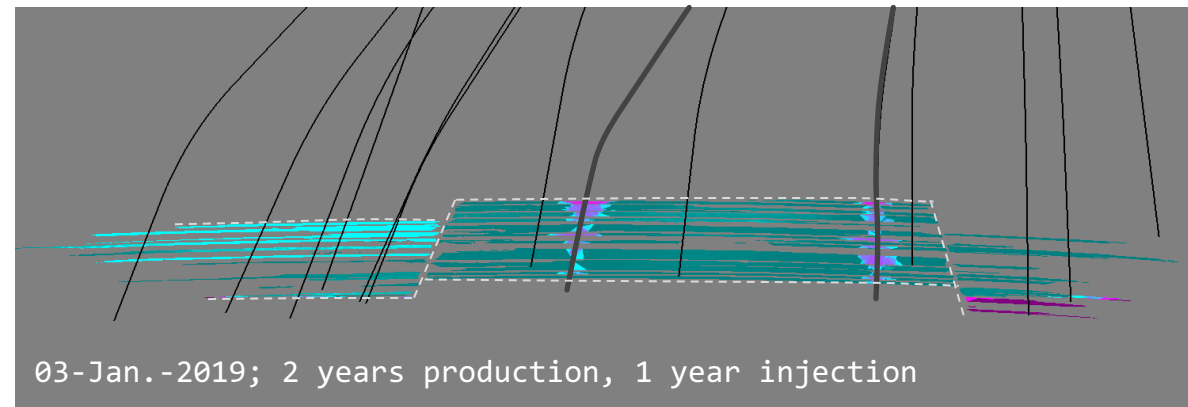 03-Jan.-2019; 2 years production, 1 year injection